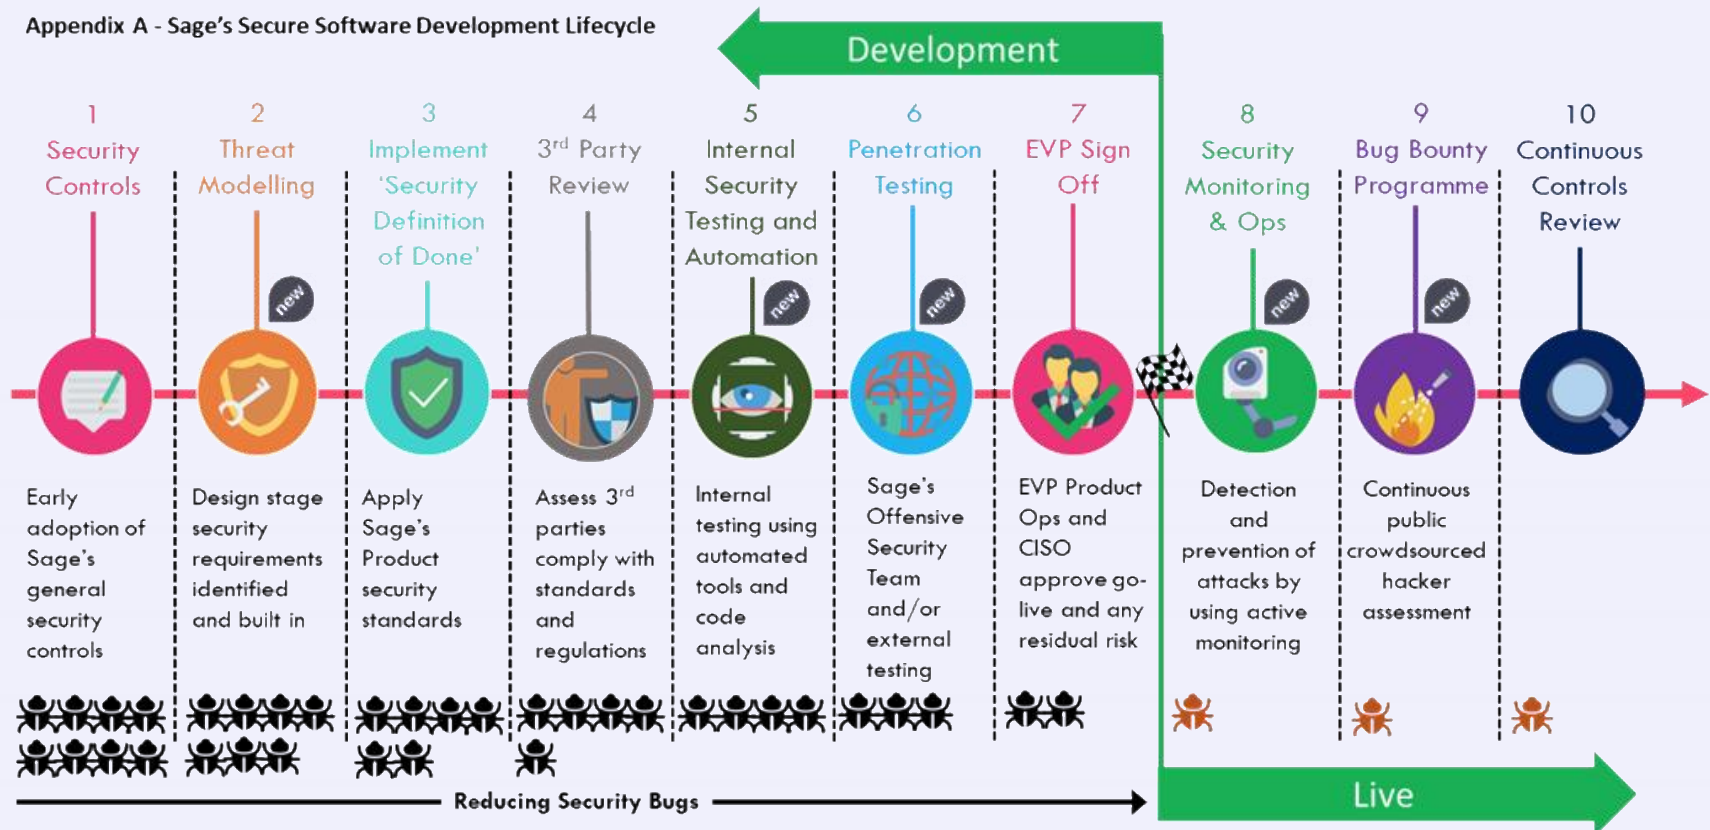 Appendix A - Sage's Secure Software Development Lifecycle
Development
1
Security
Controls
2
Threat
Modelling
3
Implement
'Security
Definition
of Done'
4
3rd Party
Review
5
Internal
Security
Testing and
Automation
6
Penetration
Testing
7
EVP Sign
Off
8
Security
Monitoring
& Ops
9
Bug Bounty
Programme
10
Continuous
Controls
Review
new
new
new
new
new
Early
adoption of
Sage's
general
security
controls
Design stage
security
requirements
identified
and built in
Apply
Sage's
Product
security
standards
Assess 3rd
parties
comply with
standards
and
regulations
Internal
testing using
automated
tools and
code
analysis
Sage's
Offensive
Security
Team
and/or
external
testing
EVP Product
Ops and
CISO
approve go-
live and any
residual risk
Detection
and
prevention of
attacks by
using active
monitoring
Continuous
public
crowdsourced
hacker
assessment
Reducing Security Bugs
Live